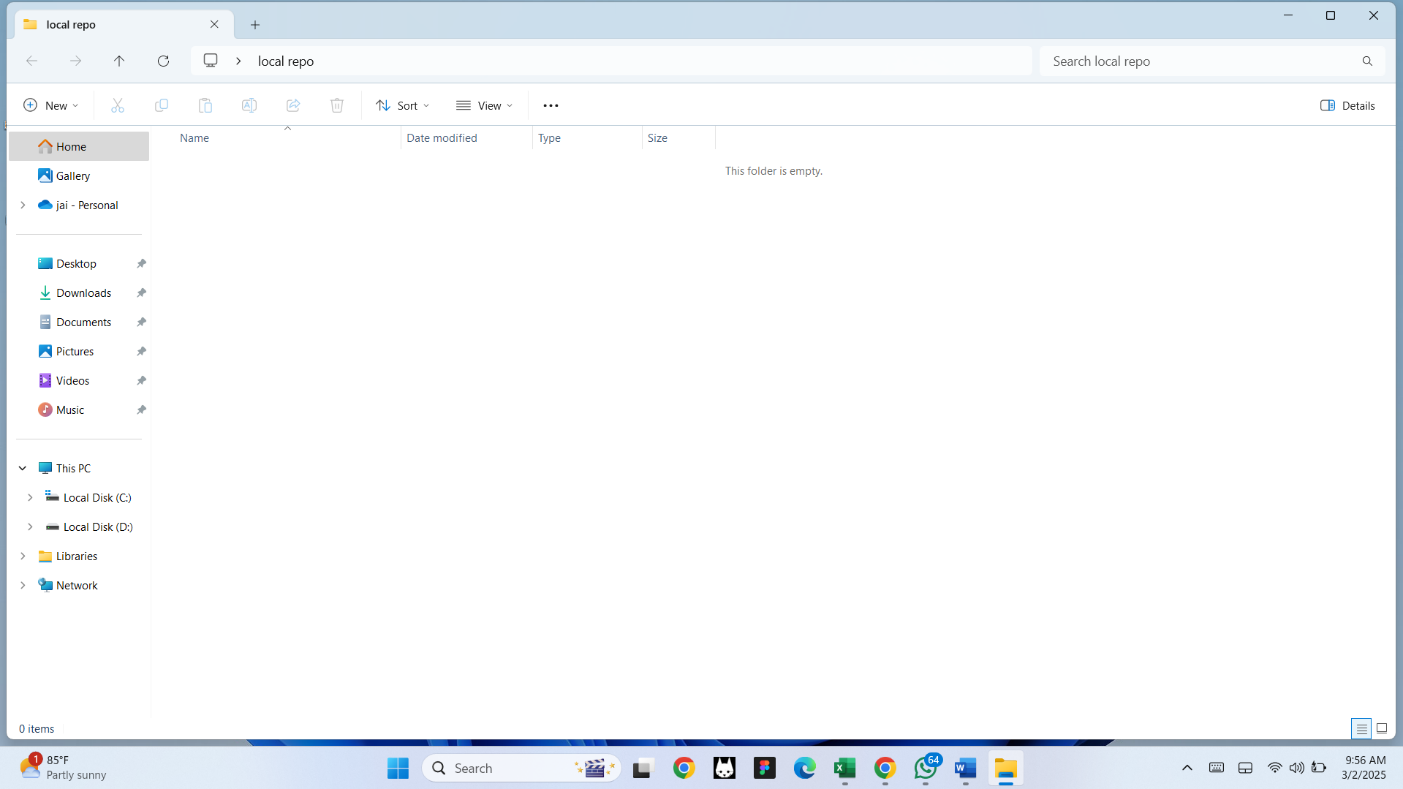 local repo
local repo
Search local repo
New
Sort
View
Details
Name
Date modified
Type
Size
This folder is empty.
Home
Gallery
jai - Personal
Desktop
Downloads
Documents
Pictures
Videos
Music
This PC
Local Disk (C:)
Local Disk (D:)
Libraries
Network
0 items
1
85°F
Partly sunny
Search
64
9:56 AM
3/2/2025